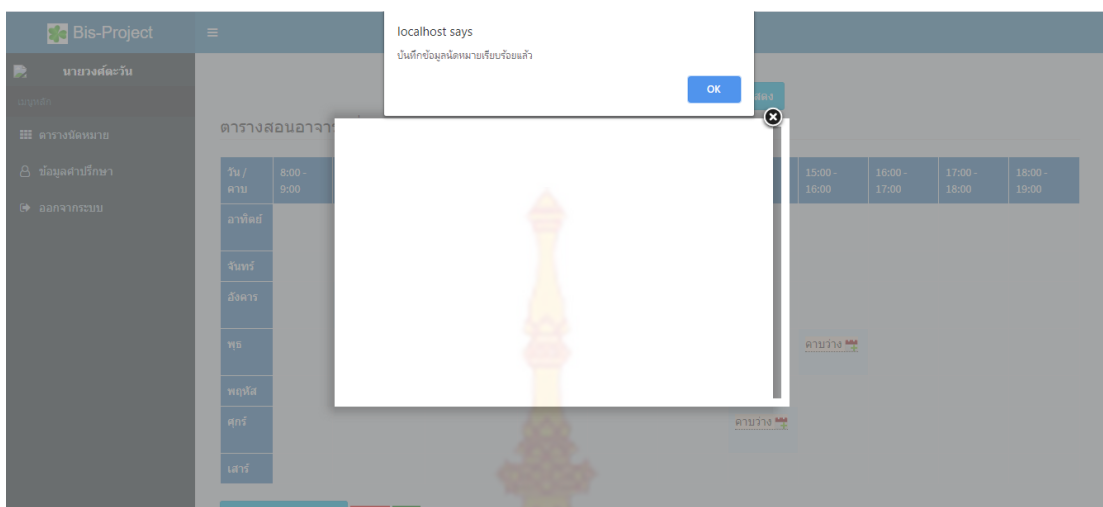 Bis-Project
localhost says
บันทึกข้อมูลนัดหมายเรียบร้อยแล้ว
OK
นายวงศ์ตะวัน
เมนูหลัก
ตารางนัดหมาย
ข้อมูลคำปรึกษา
ออกจากระบบ
ตารางสอนอาจาร
วัน / คาบ
8:00 - 9:00
15:00 - 16:00
16:00 - 17:00
17:00 - 18:00
18:00 - 19:00
อาทิตย์
จันทร์
อังคาร
พุธ
คาบว่าง
พฤหัส
ศุกร์
คาบว่าง
เสาร์